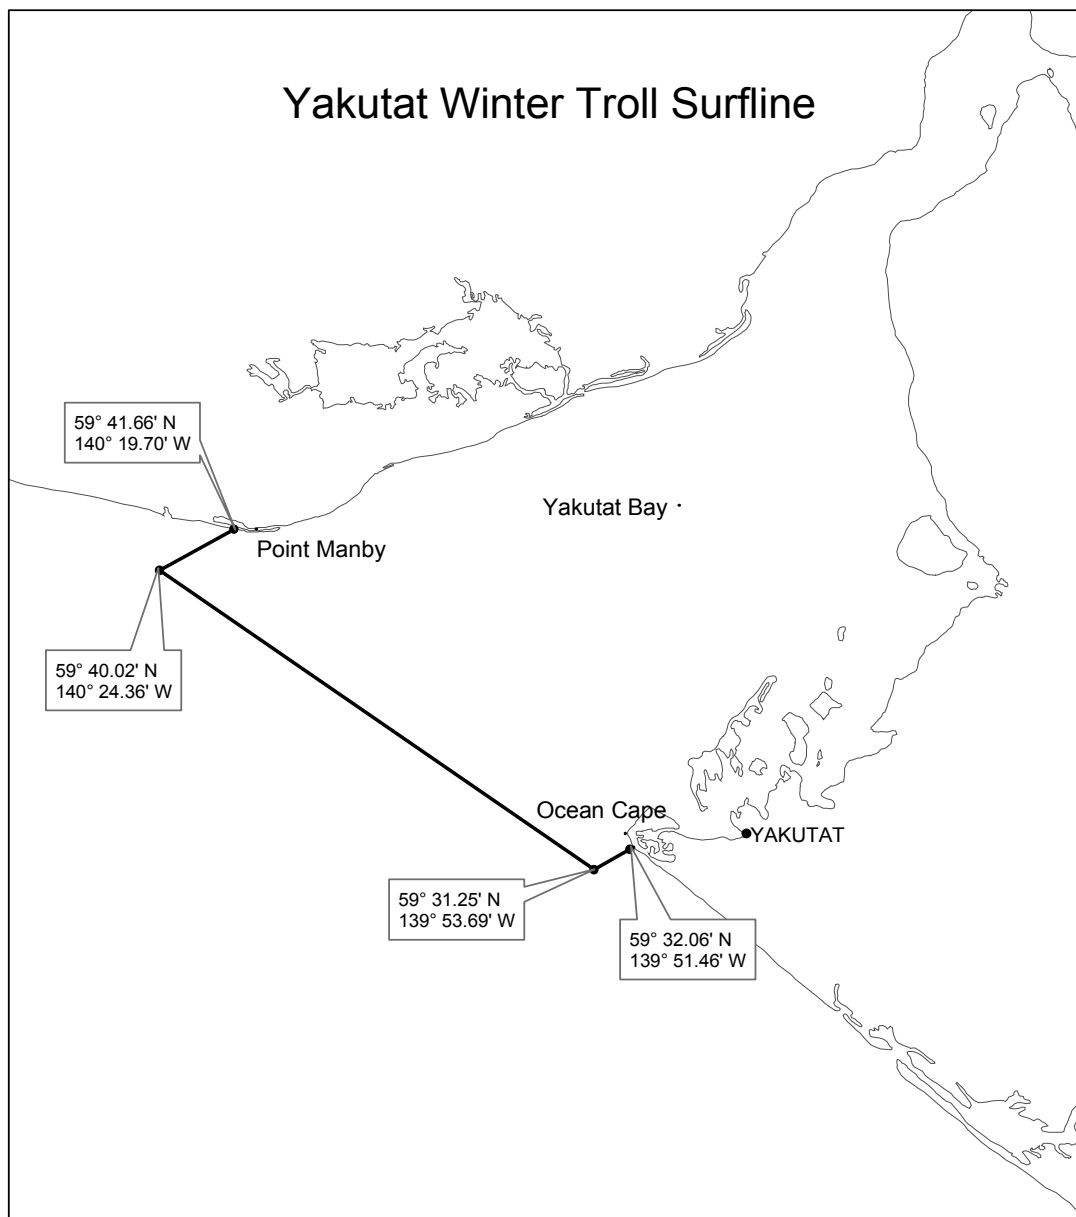 Yakutat Winter Troll Surfline
59° 41.66' N
140° 19.70' W
Yakutat Bay
Point Manby
59° 40.02' N
140° 24.36' W
Ocean Cape
YAKUTAT
59° 31.25' N
139° 53.69' W
59° 32.06' N
139° 51.46' W